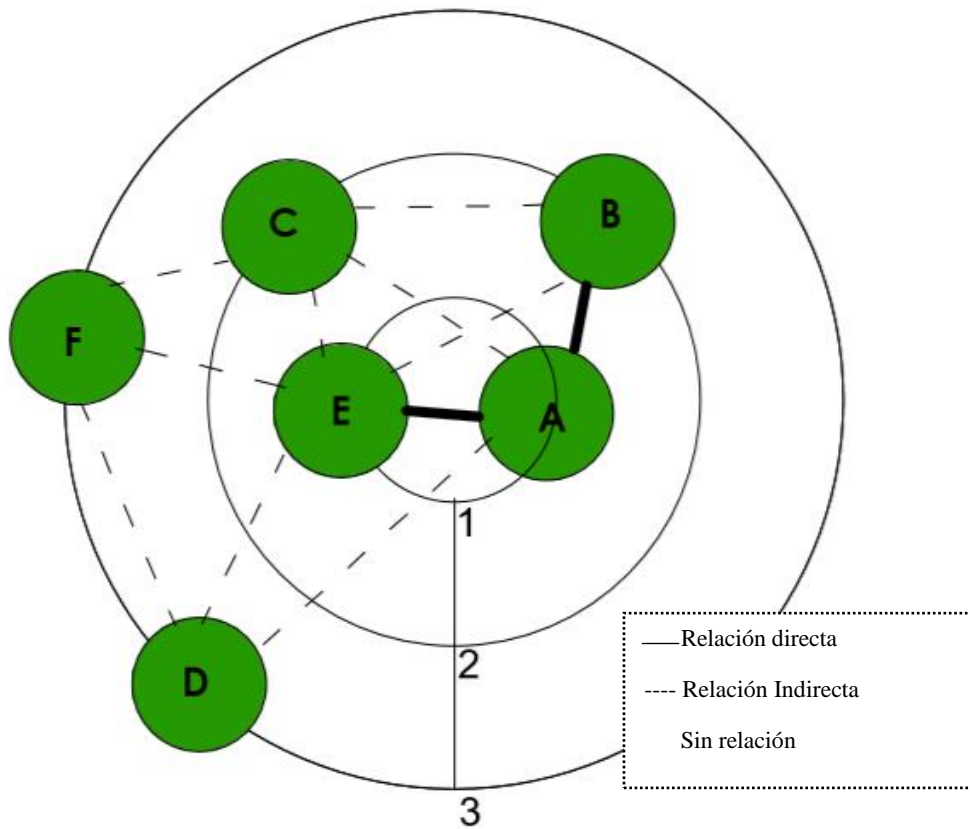 C
B
F
E
A
1
D
2
3
Relación directa
---- Relación Indirecta
Sin relación